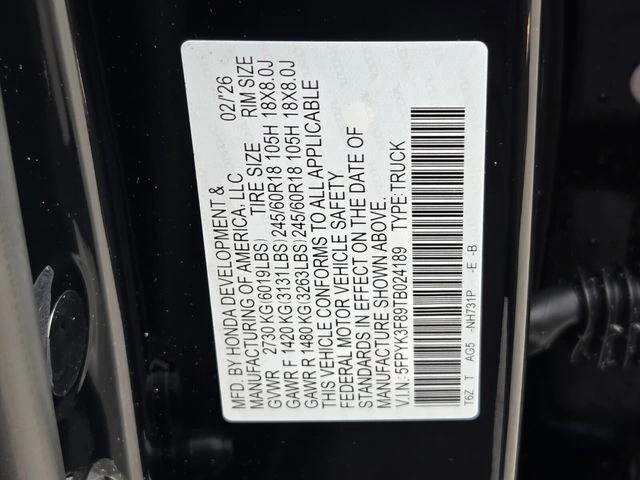 MFD. BY HONDA DEVELOPMENT & 02/'26
MANUFACTURING OF AMERICA, LLC
TIRE SIZE RIM SIZE
GVWR 2730 KG(6019LBS)
GAWR F 1420 KG(3131LBS) 245/60R18 105H 18X8.0J
GAWR R 1480 KG(3263LBS) 245/60R18 105H 18X8.0J
THIS VEHICLE CONFORMS TO ALL APPLICABLE
FEDERAL MOTOR VEHICLE SAFETY
STANDARDS IN EFFECT ON THE DATE OF
MANUFACTURE SHOWN ABOVE.
V.I.N: 5FPYK3F89TB024189 TYPE:TRUCK
T6Z T AG5 -NH731P -E -B